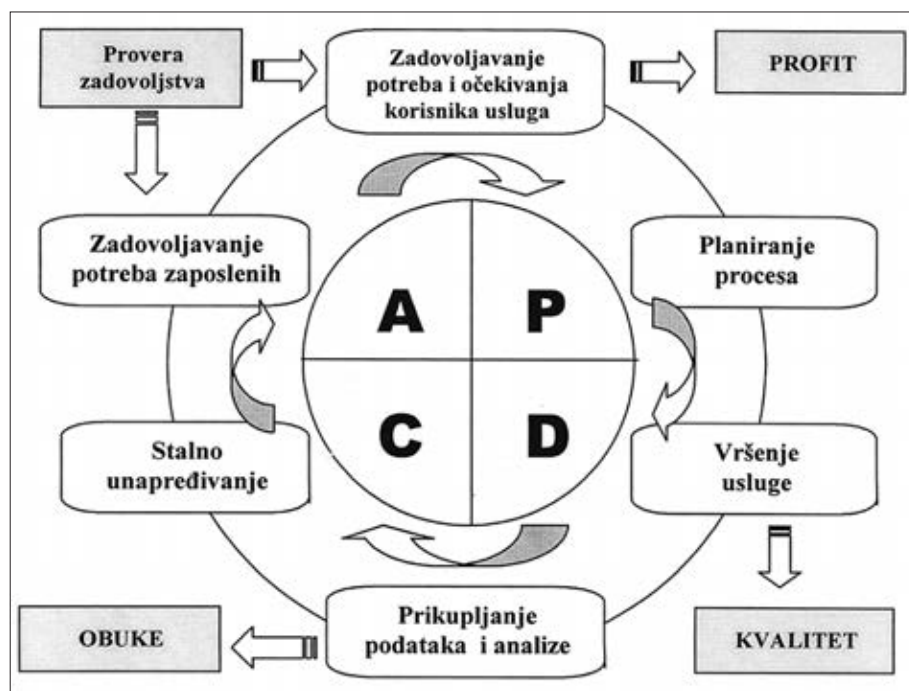 Provera
zadovoljstva
Zadovoljavanje
potreba i očekivanja
korisnika usluga
PROFIT
Zadovoljavanje
potreba zaposlenih
Planiranje
procesa
A
P
C
D
Stalno
unapređivanje
Vršenje
usluge
Prikupljanje
podataka i analize
OBUKE
KVALITET